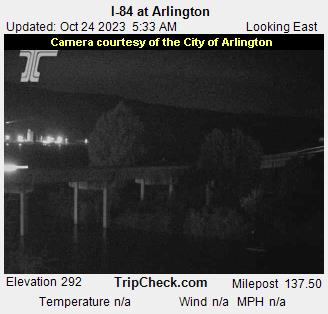 I-84 at Arlington
Updated: Oct 24 2023 5:33 AM Looking East
Camera courtesy of the City of Arlington
Elevation 292 TripCheck.com Milepost 137.50
Temperature n/a Wind n/a MPH n/a